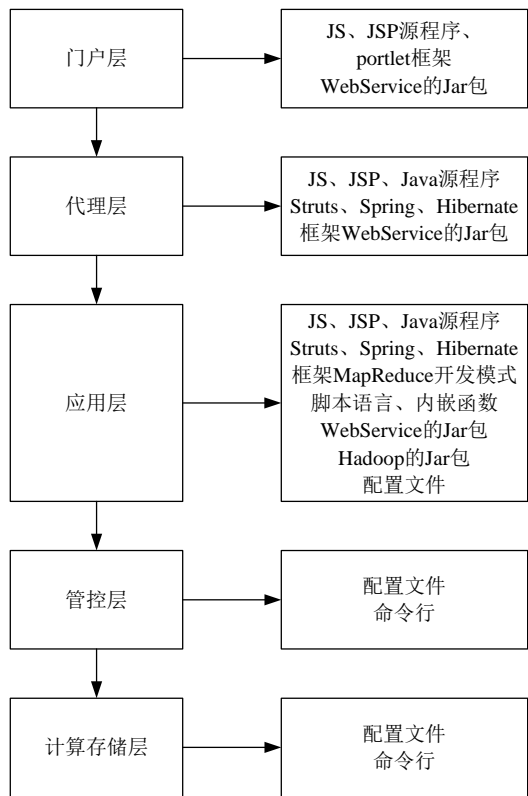 门户层
JS、JSP源程序、
portlet框架
WebService的Jar包
代理层
JS、JSP、Java源程序
Struts、Spring、Hibernate
框架WebService的Jar包
应用层
JS、JSP、Java源程序
Struts、Spring、Hibernate
框架MapReduce开发模式
脚本语言、内嵌函数
WebService的Jar包
Hadoop的Jar包
配置文件
管控层
配置文件
命令行
计算存储层
配置文件
命令行